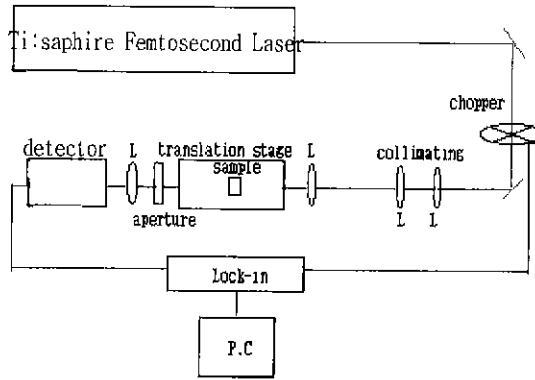 Ti:saphire Femtosecond Laser
chopper
detector
L
translation stage
L
collimating
sample
aperture
L
L
Lock-in
P.C